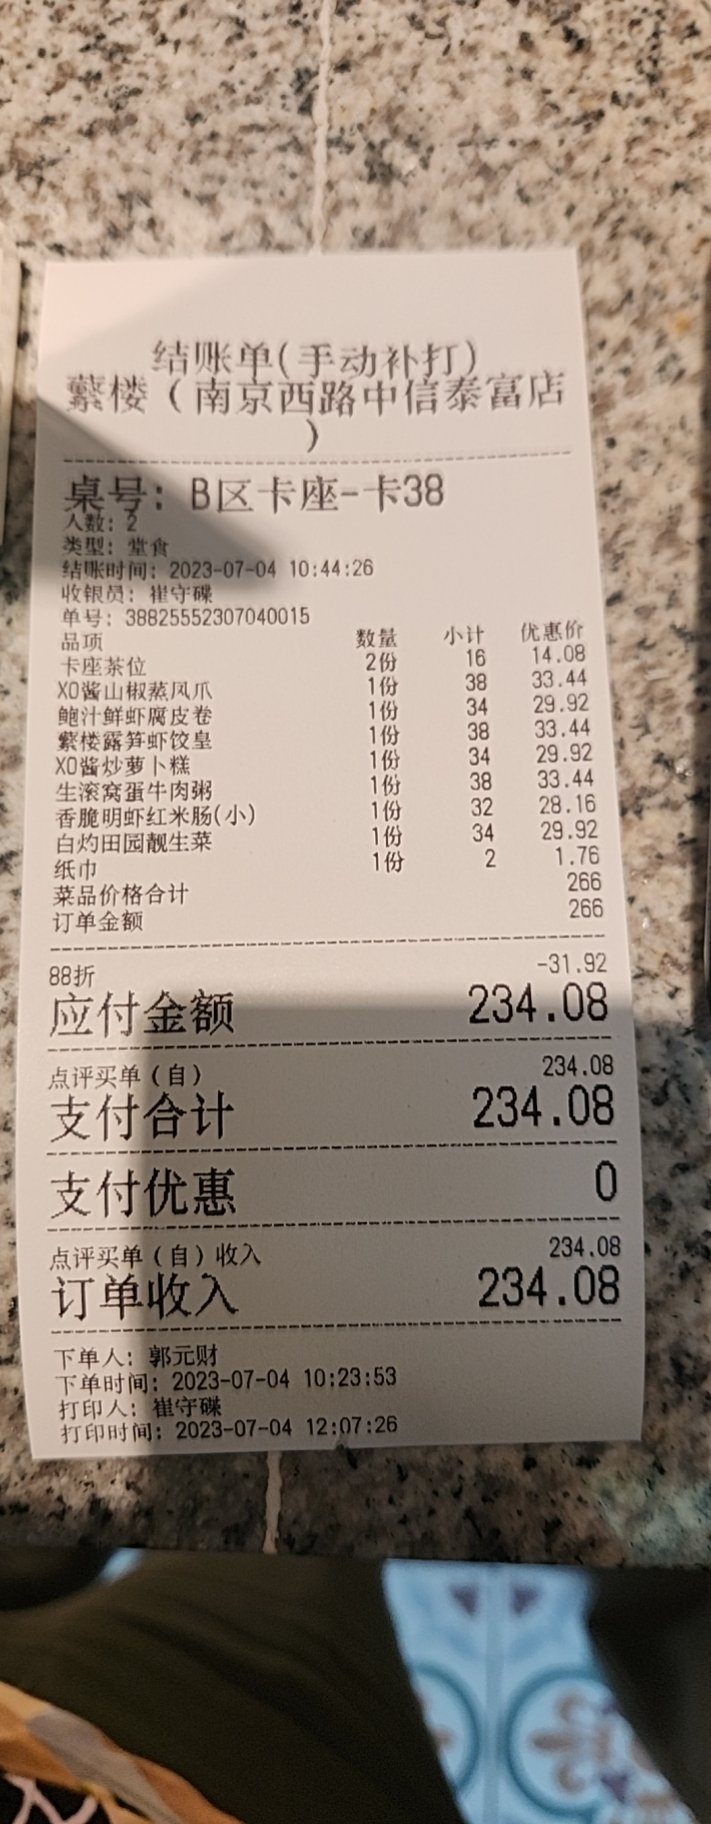 结账单(手动补打)
蘩楼（南京西路中信泰富店
）
桌号: B区卡座-卡38
人数: 2
类型: 堂食
结账时间: 2023-07-04 10:44:26
收银员: 崔守碟
单号: 38825552307040015
品项 数量 小计 优惠价
卡座茶位 2份 16 14.08
XO酱山椒蒸凤爪 1份 38 33.44
鲍汁鲜虾腐皮卷 1份 34 29.92
蘩楼露笋虾饺皇 1份 38 33.44
XO酱炒萝卜糕 1份 34 29.92
生滚窝蛋牛肉粥 1份 38 33.44
香脆明虾红米肠(小) 1份 32 28.16
白灼田园靓生菜 1份 34 29.92
纸巾 1份 2 1.76
菜品价格合计 266
订单金额 266
88折 -31.92
应付金额 234.08
点评买单（自） 234.08
支付合计 234.08
支付优惠 0
点评买单（自）收入 234.08
订单收入 234.08
下单人: 郭元财
下单时间: 2023-07-04 10:23:53
打印人: 崔守碟
打印时间: 2023-07-04 12:07:26